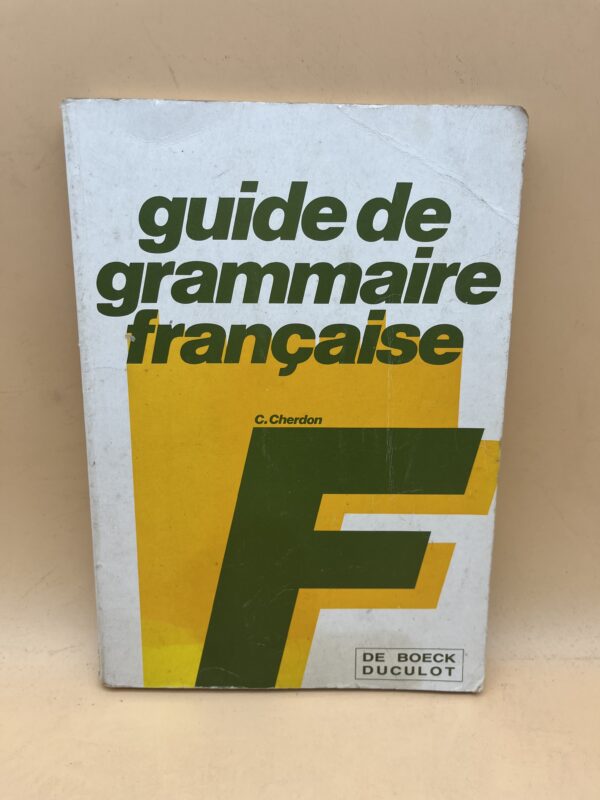 guide de
grammaire
française
C. Cherdon
F
DE BOECK
DUCULOT